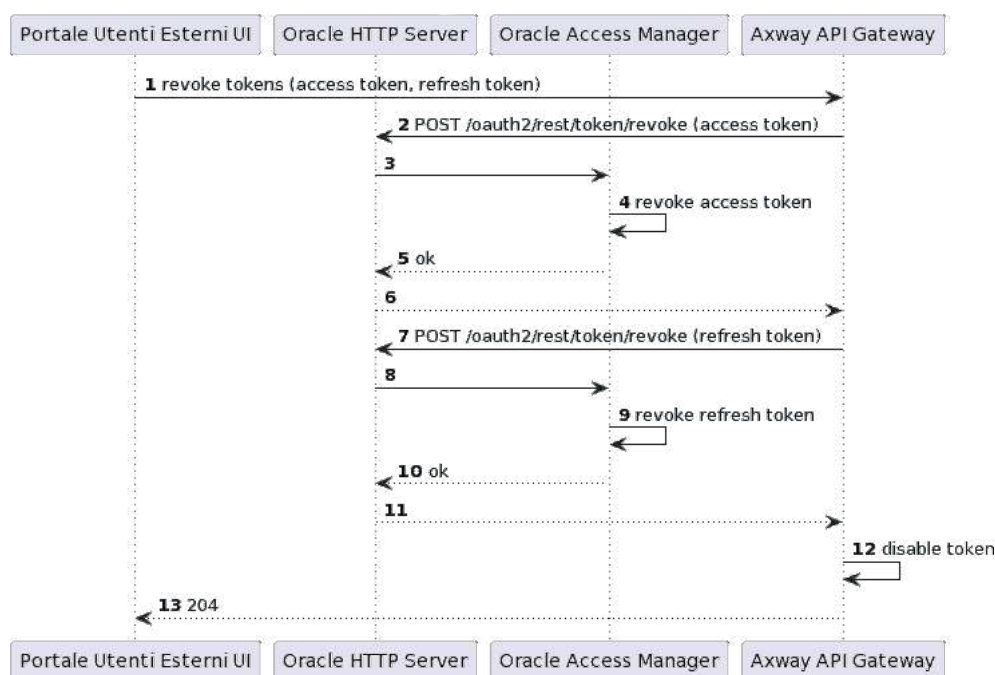 Portale Utenti Esterni UI Oracle HTTP Server Oracle Access Manager Axway API Gateway
1 revoke tokens (access token, refresh token)
2 POST /oauth2/rest/token/revoke (access token)
3
4 revoke access token
5 ok
6
7 POST /oauth2/rest/token/revoke (refresh token)
8
9 revoke refresh token
10 ok
11
12 disable token
13 204
Portale Utenti Esterni UI Oracle HTTP Server Oracle Access Manager Axway API Gateway